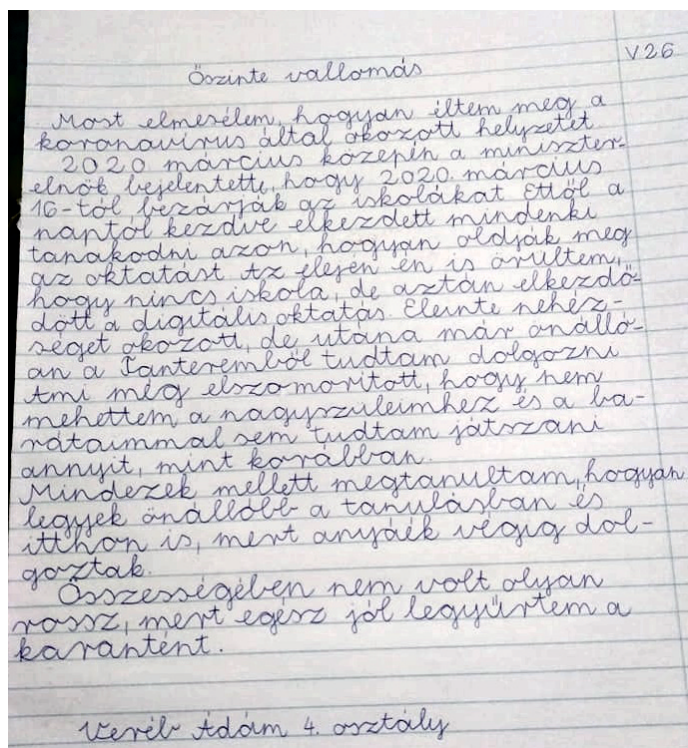 V 26
Őszinte vallomás
Most elmesélem, hogyan éltem meg a
koronavírus által okozott helyzetet
2020 március közepén a miniszter-
elnök bejelentette, hogy 2020. március
16-tól bezárják az iskolákat. Ettől a
naptól kezdve elkezdett mindenki
tanakodni azon, hogyan oldják meg
az oktatást. Az elején én is örültem,
hogy nincs iskola, de aztán elkezdő-
dött a digitális oktatás. Eleinte nehéz-
séget okozott, de utána már önálló-
an a Tanteremből tudtam dolgozni
Ami még elszomorított, hogy nem
mehettem a nagyszüleimhez és a ba-
rátaimmal sem tudtam játszani
annyit, mint korábban.
Mindezek mellett megtanultam, hogyan
legyek önállóbb a tanulásban és
itthon is, mert anyáék végig dol-
goztak.
Összességében nem volt olyan
rossz, mert egész jól legyűrtem a
karantént.
Veréb Ádám 4. osztály